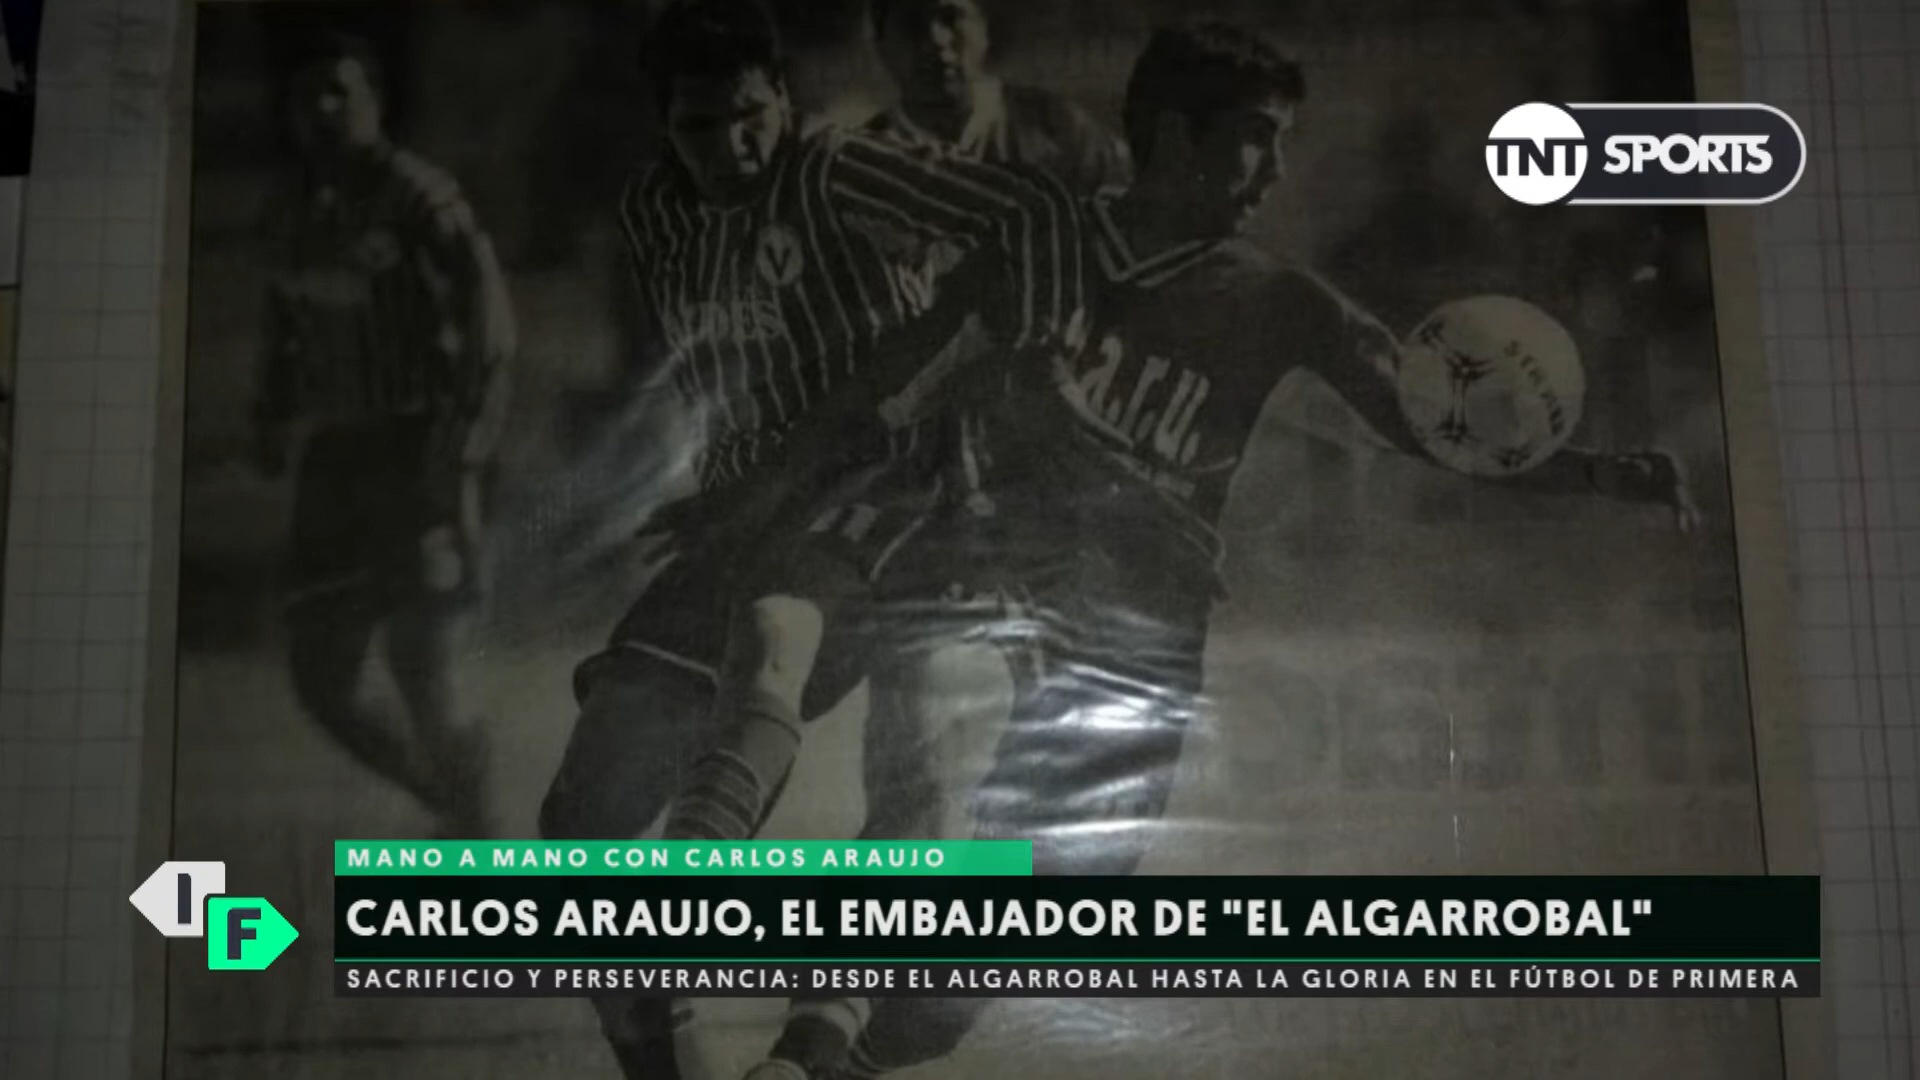 TNT SPORTS
V
a.r.u.
MANO A MANO CON CARLOS ARAUJO
I
F
CARLOS ARAUJO, EL EMBAJADOR DE "EL ALGARROBAL"
SACRIFICIO Y PERSEVERANCIA: DESDE EL ALGARROBAL HASTA LA GLORIA EN EL FÚTBOL DE PRIMERA